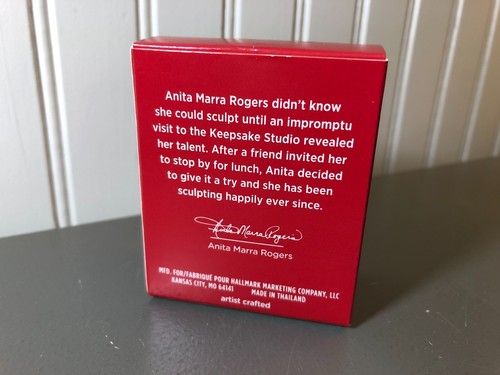 Anita Marra Rogers didn't know
she could sculpt until an impromptu
visit to the Keepsake Studio revealed
her talent. After a friend invited her
to stop by for lunch, Anita decided
to give it a try and she has been
sculpting happily ever since.
Anita Marra Rogers
Anita Marra Rogers
MFD. FOR/FABRIQUÉ POUR HALLMARK MARKETING COMPANY, LLC
KANSAS CITY, MO 64141 MADE IN THAILAND
artist crafted